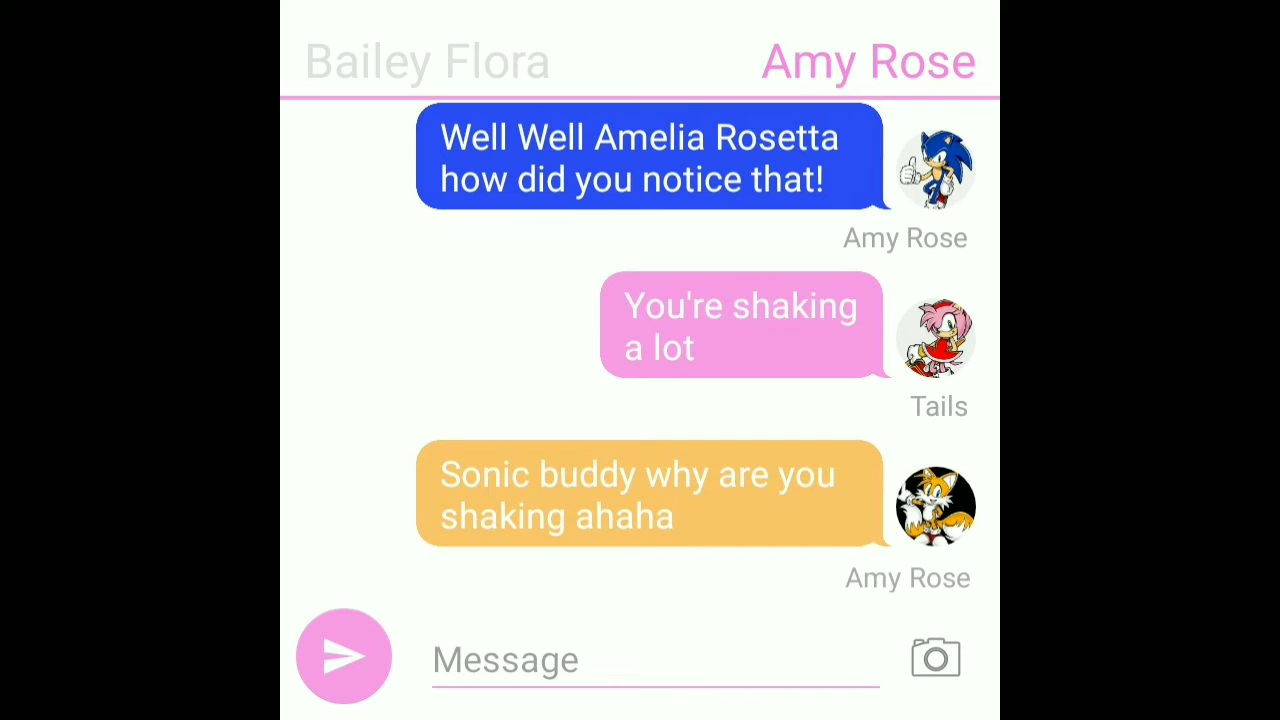 Bailey Flora
Amy Rose
Well Well Amelia Rosetta
how did you notice that!
Amy Rose
You're shaking
a lot
Tails
Sonic buddy why are you
shaking ahaha
Amy Rose
Message